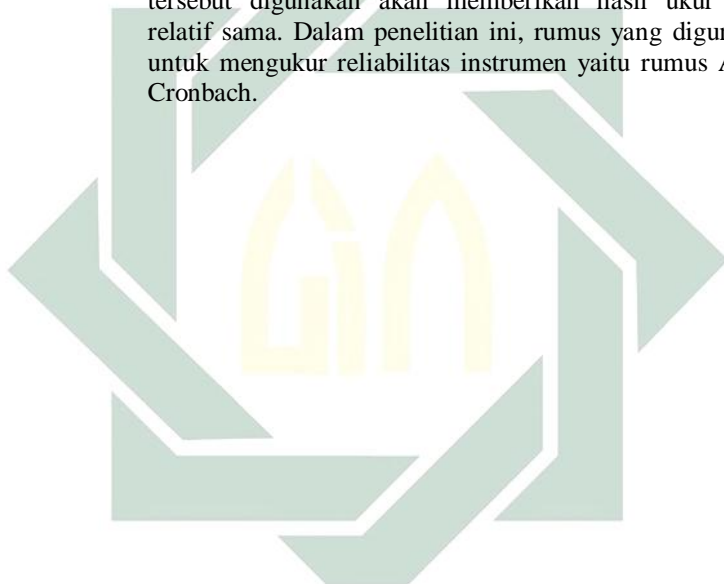 tersebut digunakan akan memberikan hasil ukur
relatif sama. Dalam penelitian ini, rumus yang
untuk mengukur reliabilitas instrumen yaitu rumus
Cronbach.